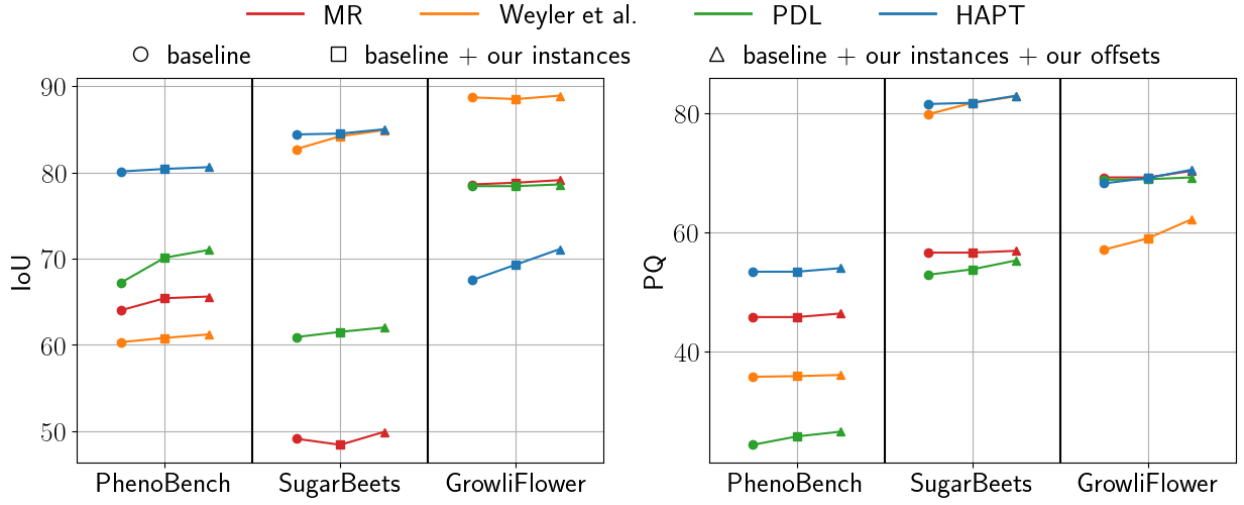 MR Weyler et al. PDL HAPT
baseline baseline + our instances baseline + our instances + our offsets
90
80
70
60
50
IoU
PhenoBench SugarBeets GrowliFlower
80
60
40
PQ
PhenoBench SugarBeets GrowliFlower